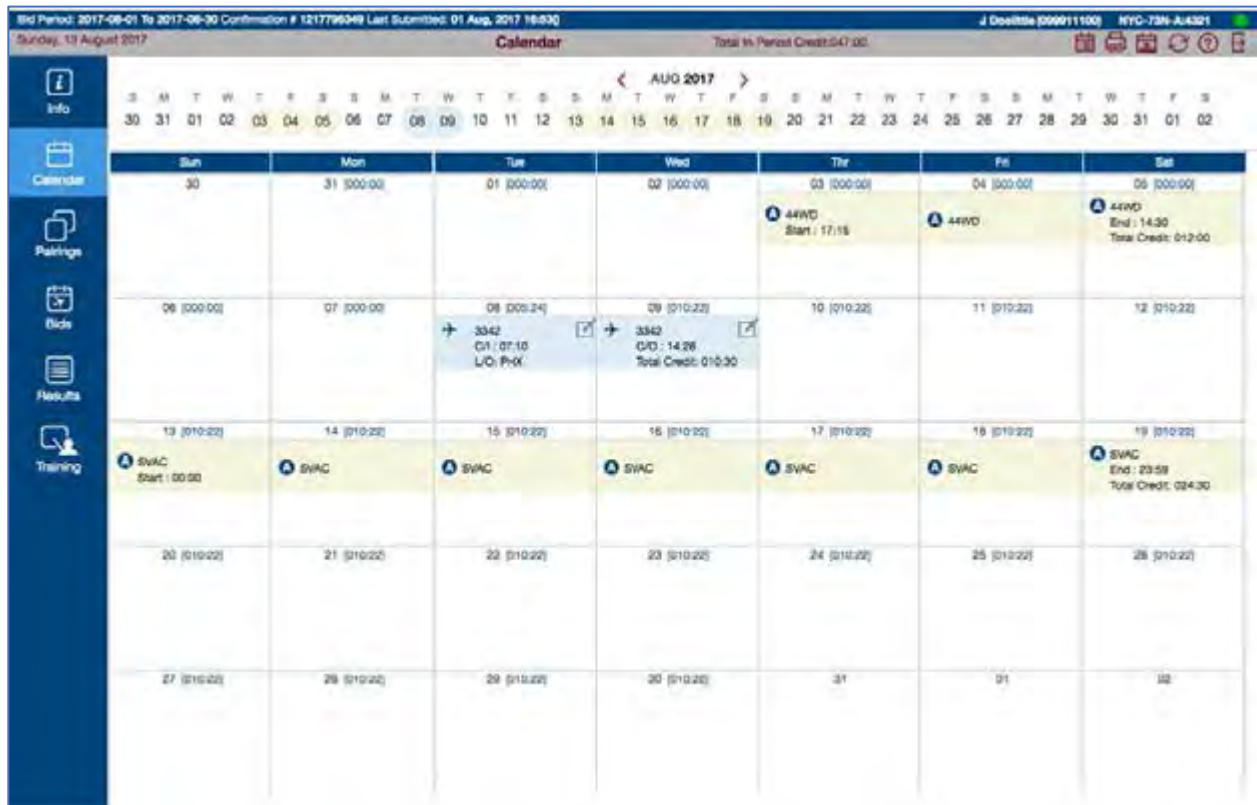 Bid Period: 2017-08-01 To 2017-08-30 Confirmation # 1217796349 Last Submitted: 01 Aug, 2017 16:53() J Doolittle [099911100] NYC-73N-A:4321
Sunday, 13 August 2017 Calendar Total In Period Credit:047:00
Info
Calendar
Pairings
Bids
Results
Training
AUG 2017
S M T W T F S S M T W T F S S M T W T F S S M T W T F S S M T W T F S
30 31 01 02 03 04 05 06 07 08 09 10 11 12 13 14 15 16 17 18 19 20 21 22 23 24 25 26 27 28 29 30 31 01 02
Sun Mon Tue Wed Thr Fri Sat
30 31 [000:00] 01 [000:00] 02 [000:00] 03 [000:00] 04 [000:00] 05 [000:00]
A 44WD A 44WD A 44WD
Start : 17:15 End : 14:30
Total Credit: 012:00
06 [000:00] 07 [000:00] 08 [005:24] 09 [010:22] 10 [010:22] 11 [010:22] 12 [010:22]
3342 3342
C/I : 07:10 C/O : 14:26
L/O: PHX Total Credit: 010:30
13 [010:22] 14 [010:22] 15 [010:22] 16 [010:22] 17 [010:22] 18 [010:22] 19 [010:22]
A SVAC A SVAC A SVAC A SVAC A SVAC A SVAC A SVAC
Start : 00:00 End : 23:59
Total Credit: 024:30
20 [010:22] 21 [010:22] 22 [010:22] 23 [010:22] 24 [010:22] 25 [010:22] 26 [010:22]
27 [010:22] 28 [010:22] 29 [010:22] 30 [010:22] 31 01 02